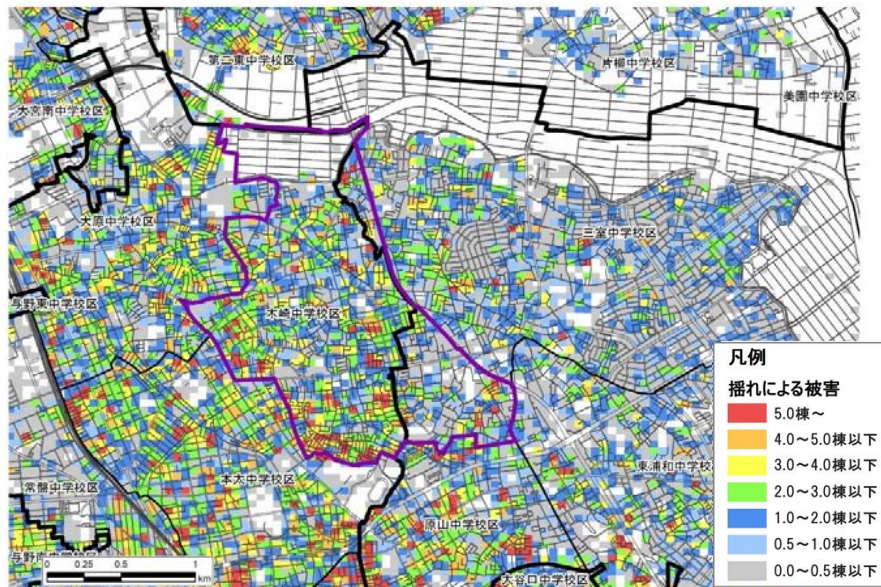 第二東中学校区
片柳中学校区
美園中学校区
大宮南中学校区
大原中学校区
三室中学校区
与野東中学校区
木崎中学校区
凡例
揺れによる被害
5.0棟～
4.0～5.0棟以下
3.0～4.0棟以下
2.0～3.0棟以下
1.0～2.0棟以下
0.5～1.0棟以下
0.0～0.5棟以下
東浦和中学校
本太中学校区
常盤中学校区
原山中学校区
与野南中学校区
大谷口中学校区
0 0.25 0.5 1
km